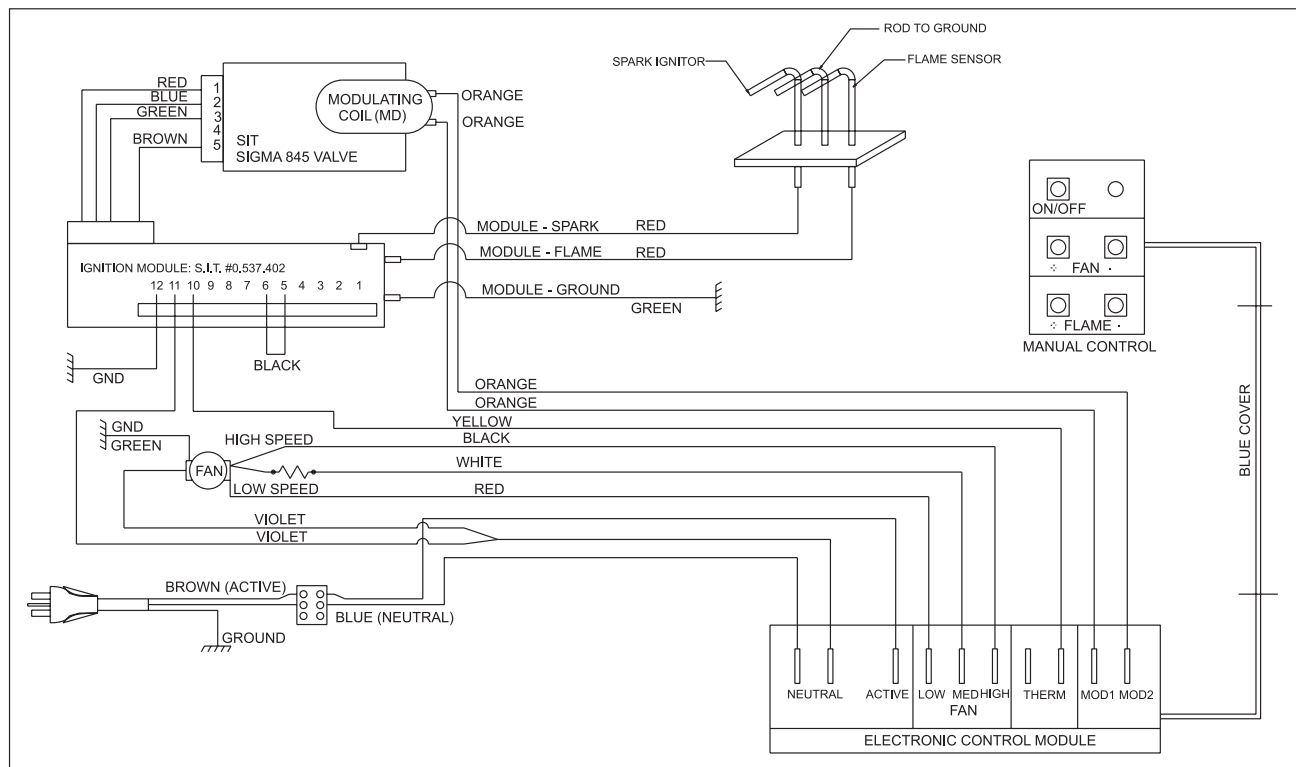 ROD TO GROUND
SPARK IGNITOR
FLAME SENSOR
RED
BLUE
GREEN
BROWN
1
2
3
4
5
SIT
SIGMA 845 VALVE
MODULATING
COIL (MD)
ORANGE
ORANGE
ON/OFF
FAN
FLAME
MANUAL CONTROL
MODULE - SPARK RED
MODULE - FLAME RED
MODULE - GROUND
GREEN
IGNITION MODULE: S.I.T. #0.537.402
12 11 10 9 8 7 6 5 4 3 2 1
BLACK
GND
ORANGE
ORANGE
YELLOW
BLACK
GND
GREEN
HIGH SPEED
FAN
WHITE
LOW SPEED
RED
VIOLET
VIOLET
BLUE COVER
BROWN (ACTIVE)
BLUE (NEUTRAL)
GROUND
NEUTRAL ACTIVE LOW MED HIGH THERM MOD1 MOD2
FAN
ELECTRONIC CONTROL MODULE